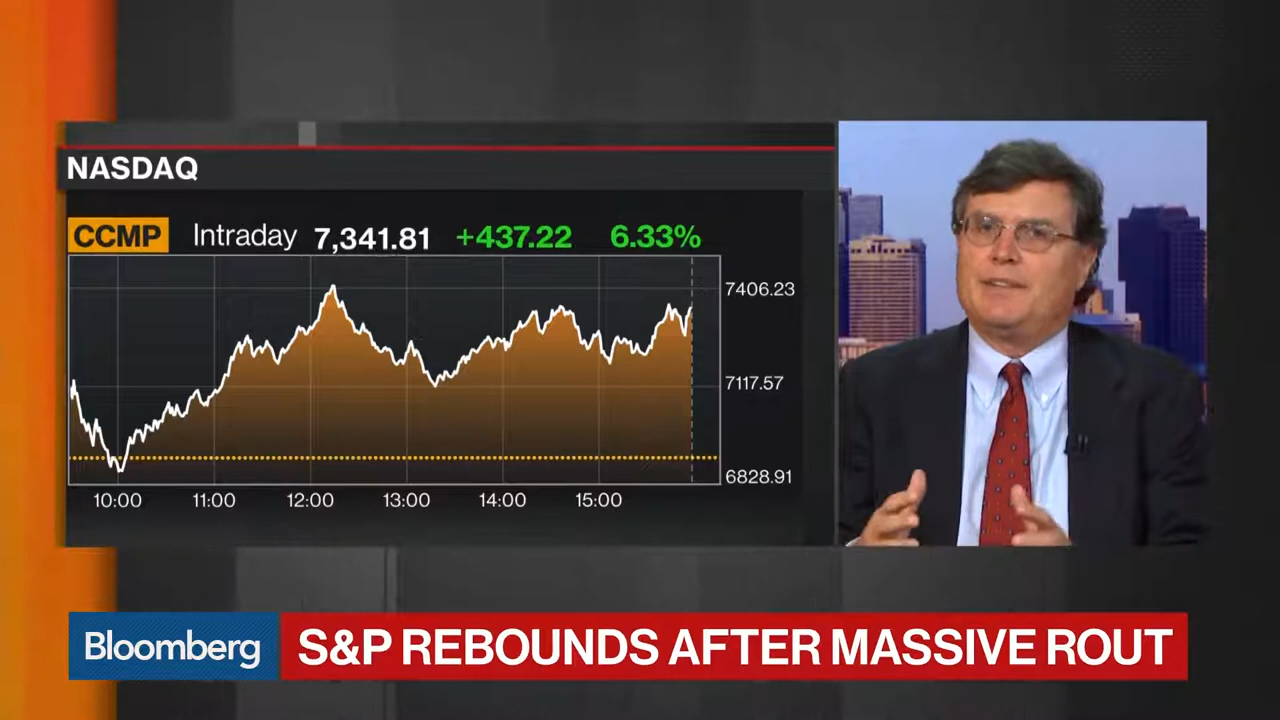 NASDAQ
CCMP Intraday 7,341.81 +437.22 6.33%
7406.23
7117.57
6828.91
10:00 11:00 12:00 13:00 14:00 15:00
Bloomberg S&P REBOUNDS AFTER MASSIVE ROUT